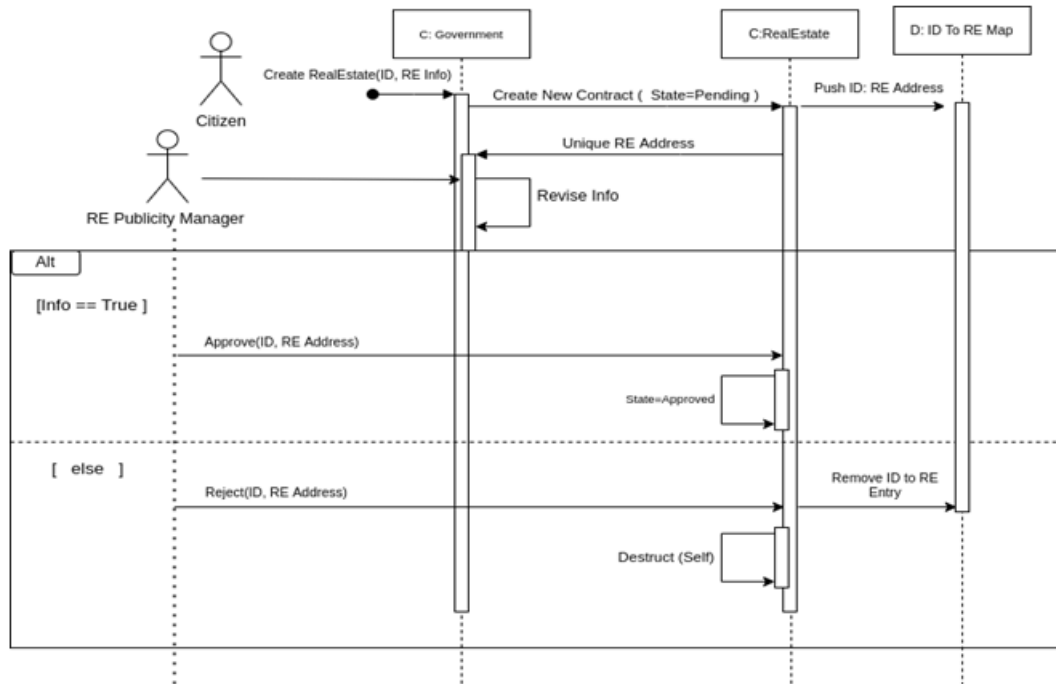 C: Government
C:RealEstate
D: ID To RE Map
Create RealEstate(ID, RE Info)
Citizen
Create New Contract ( State=Pending )
Push ID: RE Address
Unique RE Address
Revise Info
RE Publicity Manager
Alt
[Info == True ]
Approve(ID, RE Address)
State=Approved
[ else ]
Reject(ID, RE Address)
Remove ID to RE
Entry
Destruct (Self)